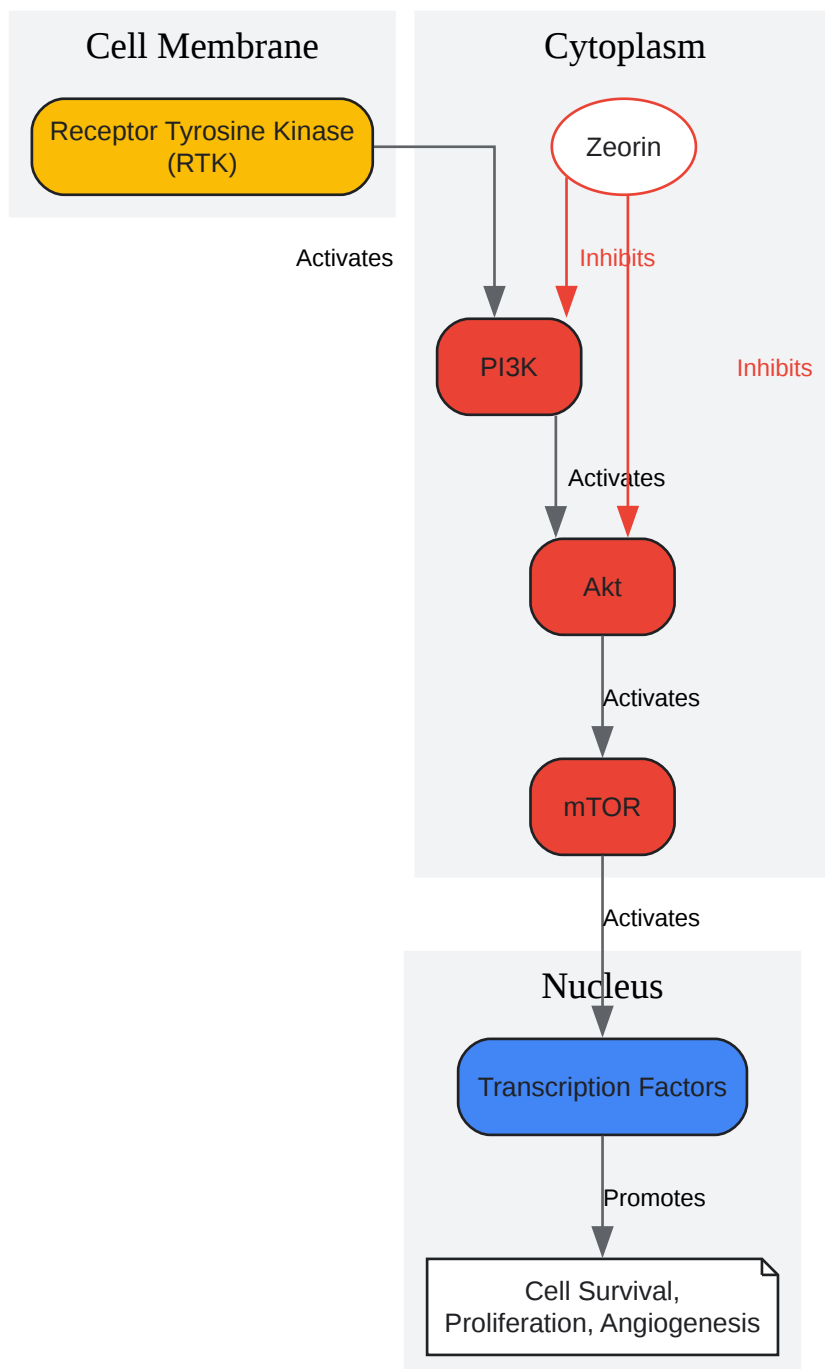 Cell Membrane
Cytoplasm
Receptor Tyrosine Kinase
(RTK)
Zeorin
Activates
Inhibits
PI3K
Inhibits
Activates
Akt
Activates
mTOR
Activates
Nucleus
Transcription Factors
Promotes
Cell Survival,
Proliferation, Angiogenesis